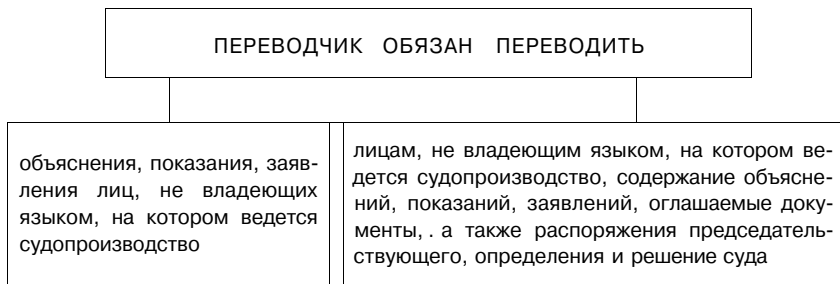 ПЕРЕВОДЧИК ОБЯЗАН ПЕРЕВОДИТЬ
объяснения, показания, заяв-
ления лиц, не владеющих
языком, на котором ведется
судопроизводство
лицам, не владеющим языком, на котором ве-
дется судопроизводство, содержание объясне-
ний, показаний, заявлений, оглашаемые доку-
менты, . а также распоряжения председатель-
ствующего, определения и решение суда